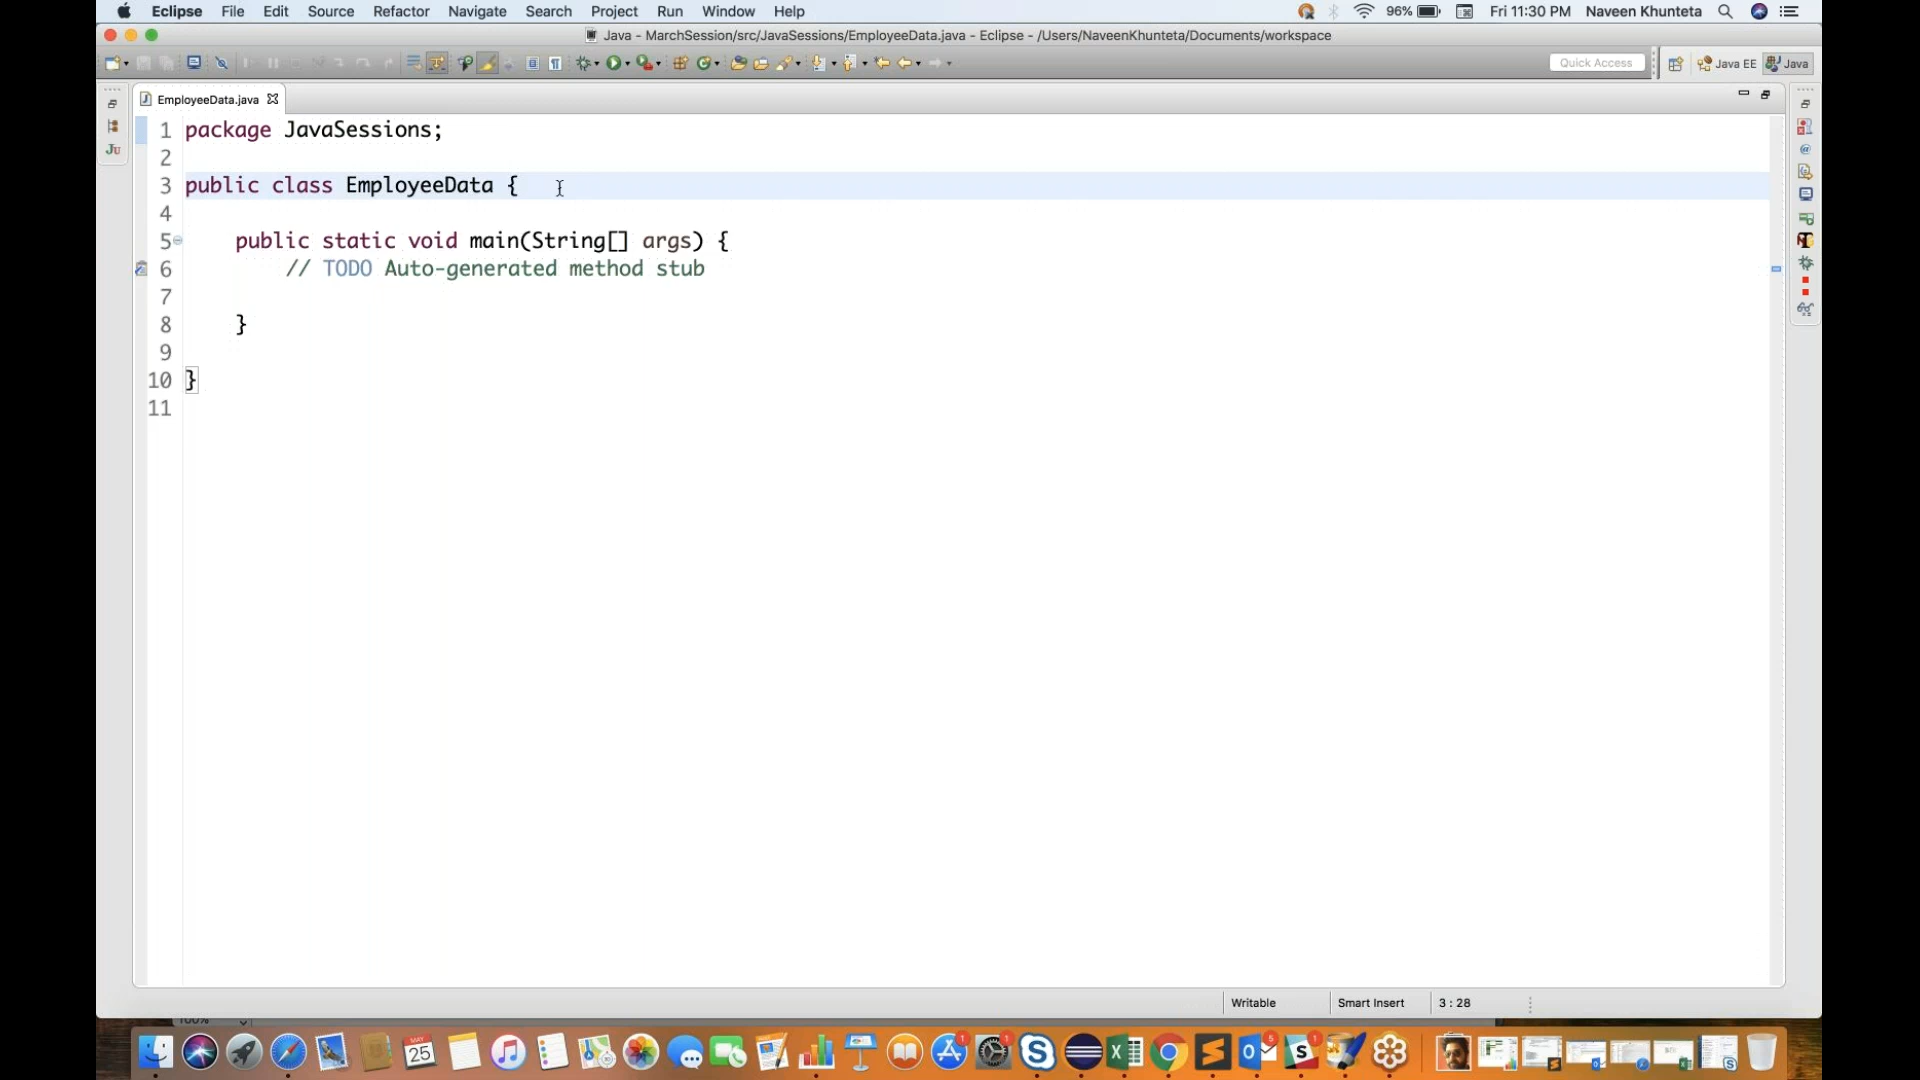 Eclipse File Edit Source Refactor Navigate Search Project Run Window Help 96% Fri 11:30 PM Naveen Khunteta
Java - MarchSession/src/JavaSessions/EmployeeData.java - Eclipse - /Users/NaveenKhunteta/Documents/workspace
Quick Access Java EE Java
EmployeeData.java
1 package JavaSessions;
2
3 public class EmployeeData {
4
5 public static void main(String[] args) {
6 // TODO Auto-generated method stub
7
8 }
9
10 }
11
Writable Smart Insert 3 : 28
100%
25